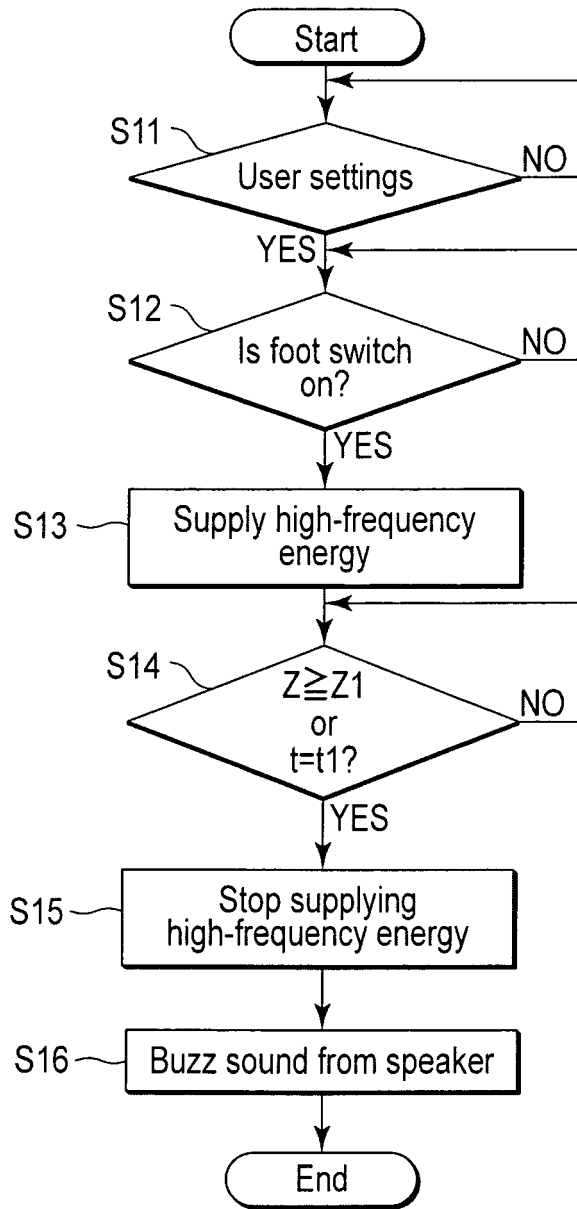 Start
S11
User settings
NO
YES
S12
Is foot switch
on?
NO
YES
S13
Supply high-frequency
energy
S14
Z≧Z1
or
t=t1?
NO
YES
S15
Stop supplying
high-frequency energy
S16
Buzz sound from speaker
End